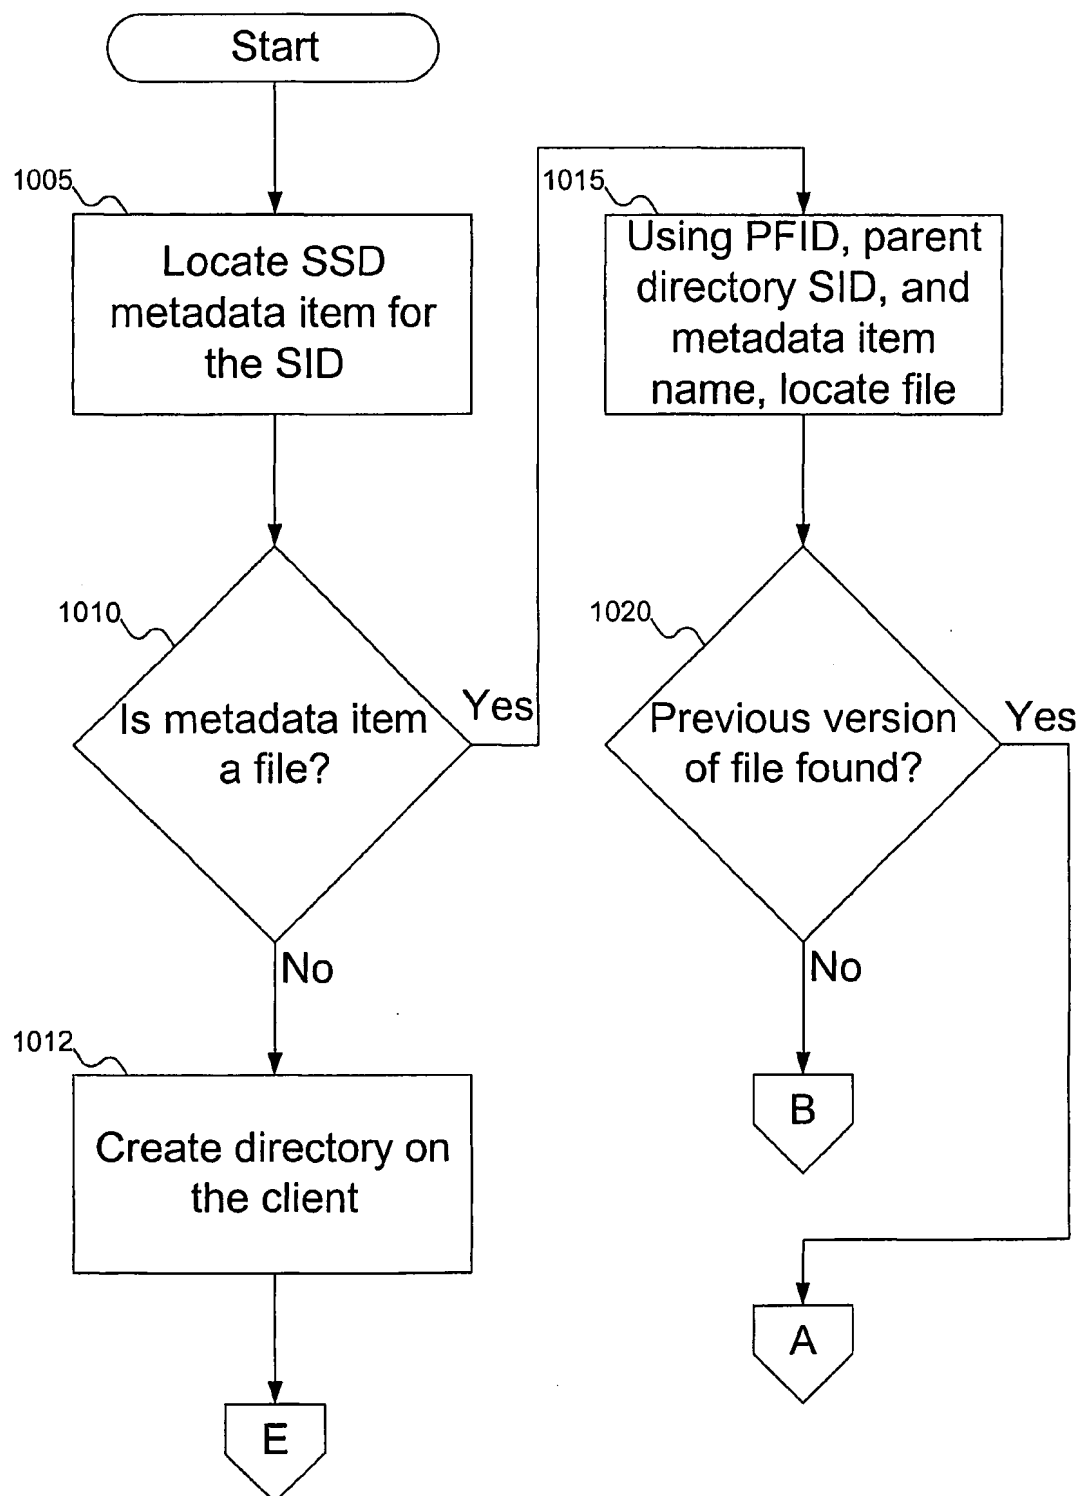 Start
1005
Locate SSD
metadata item for
the SID
1010
Is metadata item
a file?
Yes
No
1012
Create directory on
the client
E
1015
Using PFID, parent
directory SID, and
metadata item
name, locate file
1020
Previous version
of file found?
Yes
No
B
A